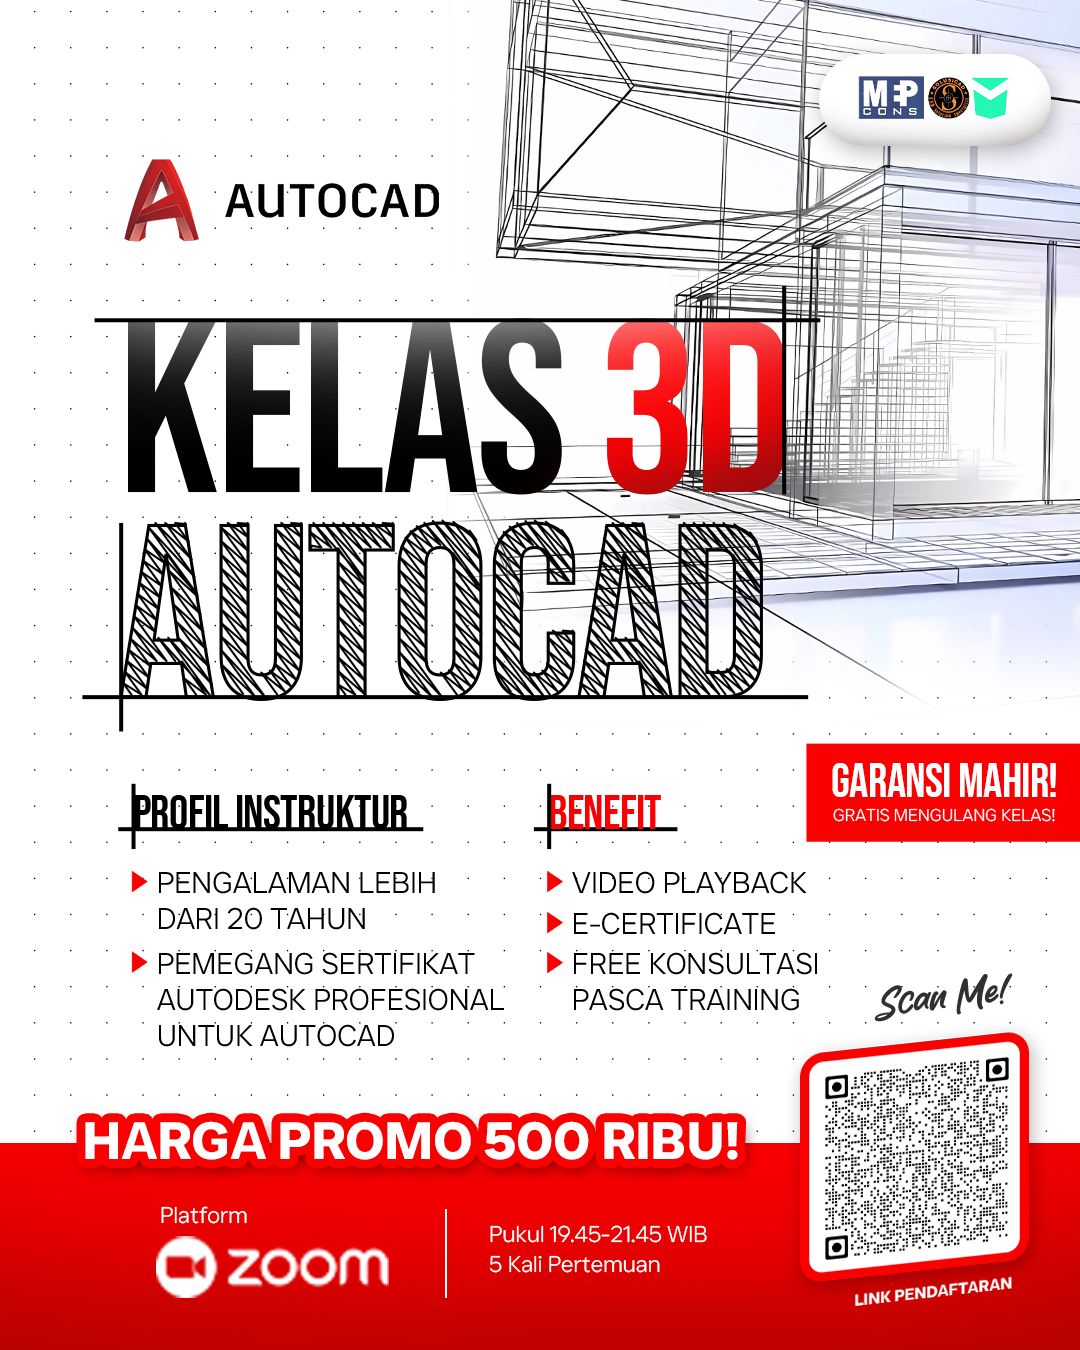 MEP
CONS
AUTOCAD
KELAS 3D
AUTOCAD
GARANSI MAHIR!
GRATIS MENGULANG KELAS!
PROFIL INSTRUKTUR
PENGALAMAN LEBIH
DARI 20 TAHUN
PEMEGANG SERTIFIKAT
AUTODESK PROFESIONAL
UNTUK AUTOCAD
BENEFIT
VIDEO PLAYBACK
E-CERTIFICATE
FREE KONSULTASI
PASCA TRAINING
Scan Me!
HARGA PROMO 500 RIBU!
Platform
zoom
Pukul 19.45-21.45 WIB
5 Kali Pertemuan
LINK PENDAFTARAN